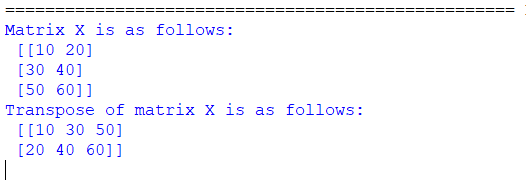 ===================================================
Matrix X is as follows:
[[10 20]
[30 40]
[50 60]]
Transpose of matrix X is as follows:
[[10 30 50]
[20 40 60]]